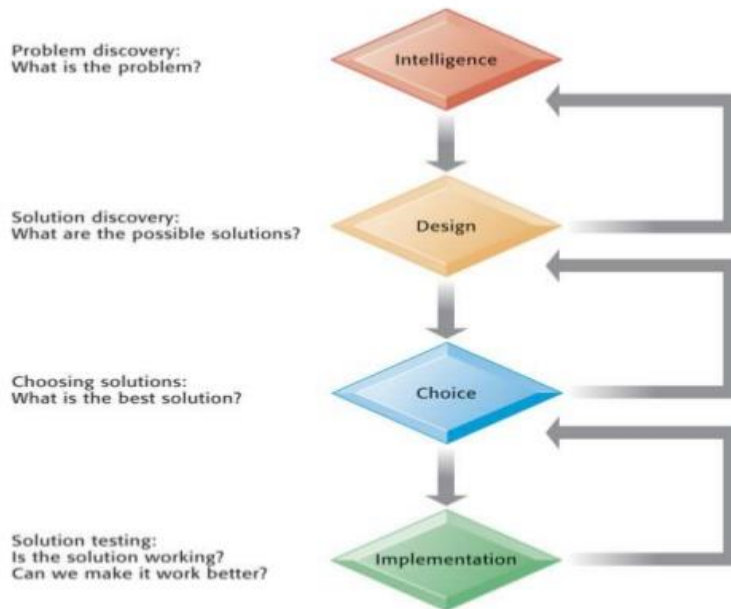 Problem discovery:
What is the problem?
Intelligence
Solution discovery:
What are the possible solutions?
Design
Choosing solutions:
What is the best solution?
Choice
Solution testing:
Is the solution working?
Can we make it work better?
Implementation